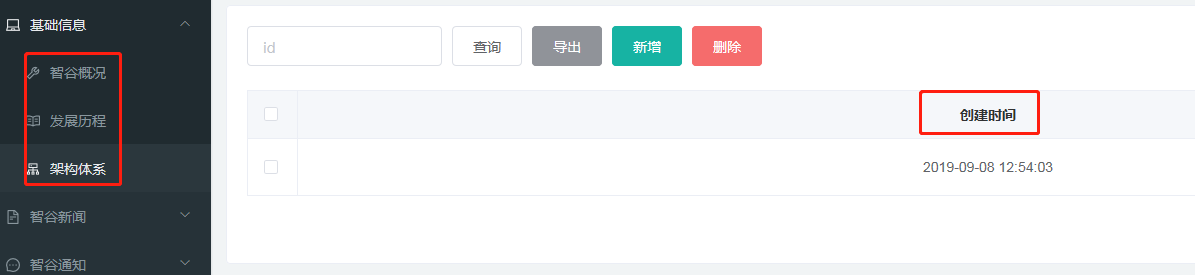 基础信息
智谷概况
发展历程
架构体系
智谷新闻
智谷通知
id
查询
导出
新增
删除
创建时间
2019-09-08 12:54:03